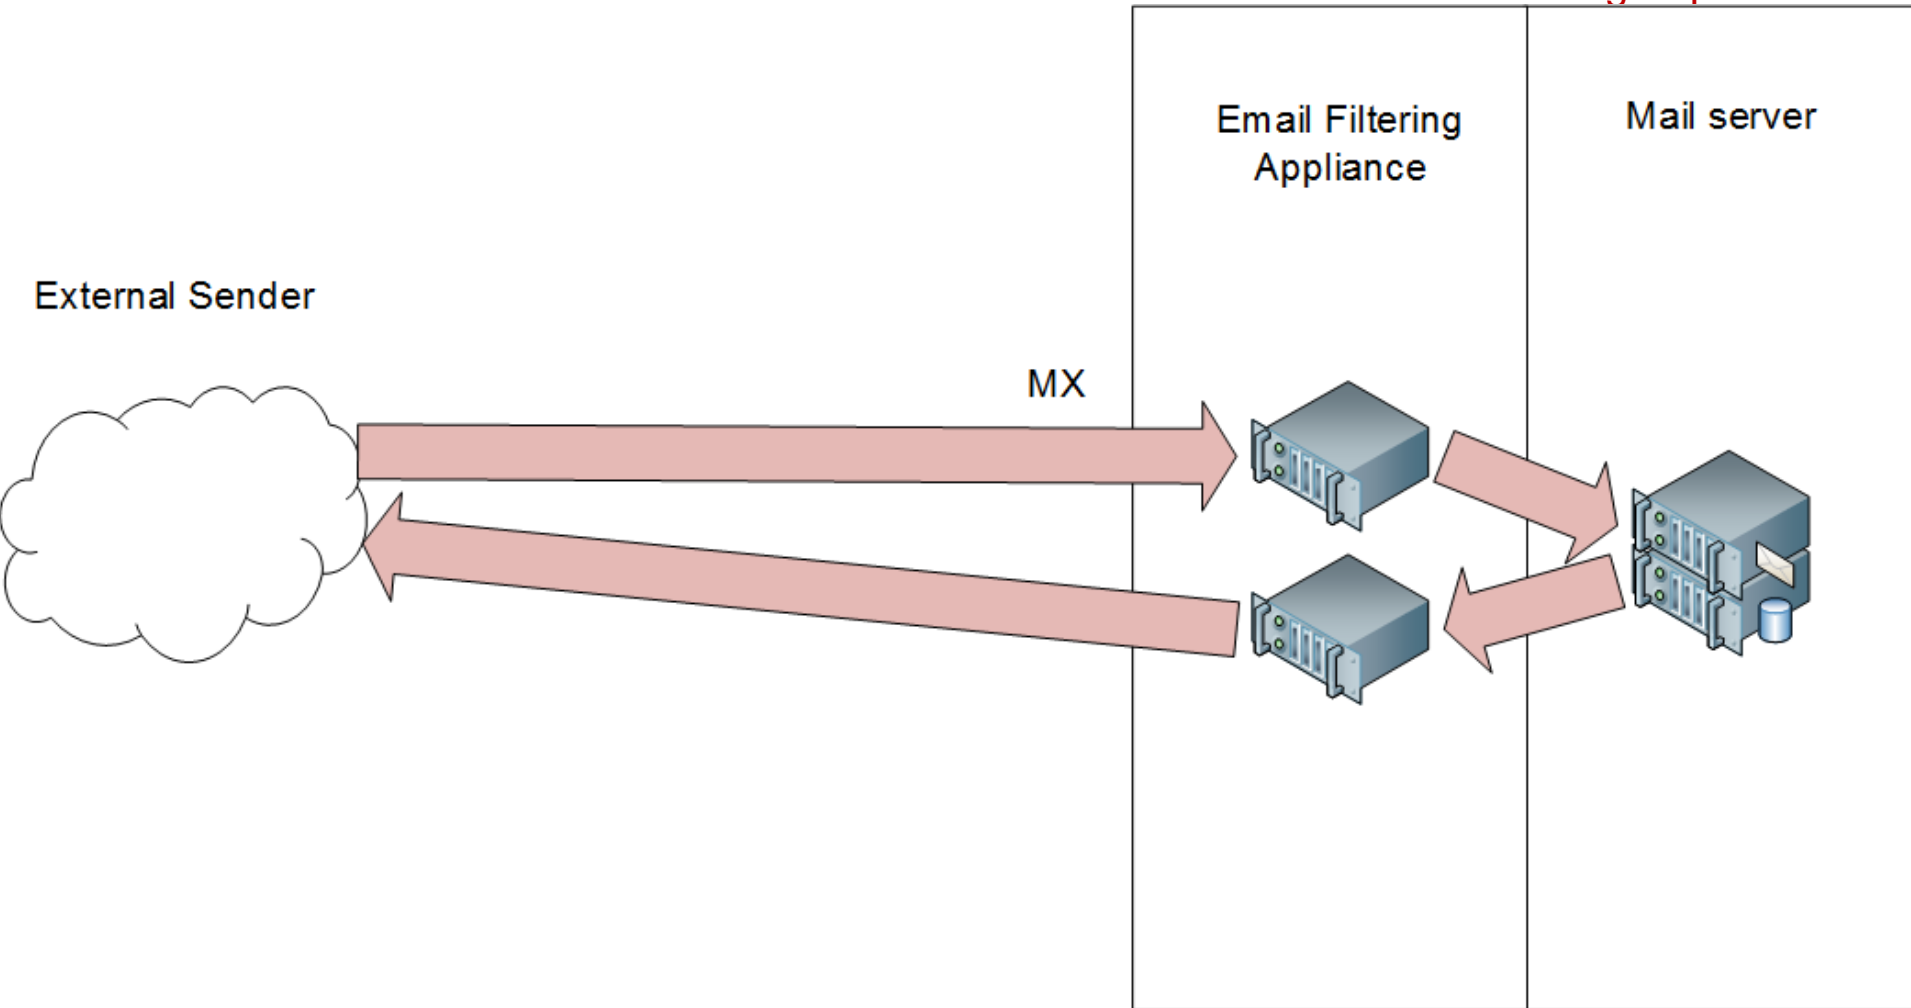 Email Filtering
Appliance
Mail server
External Sender
MX